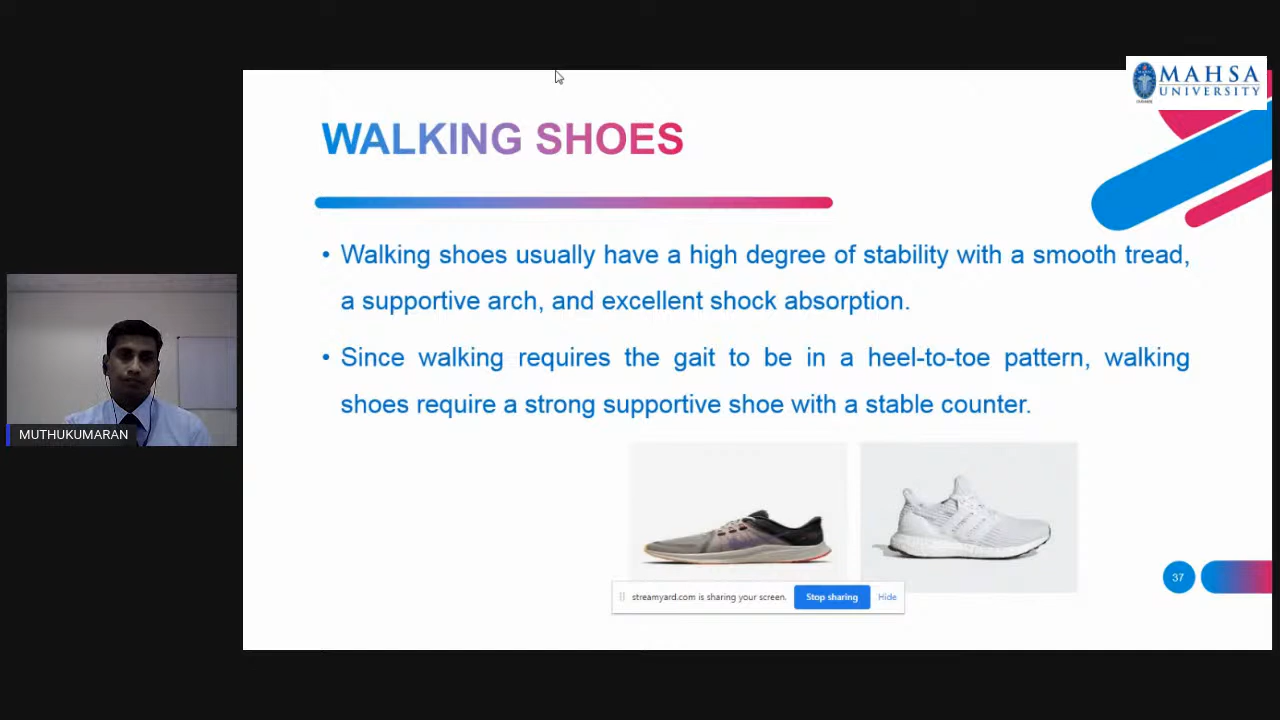 MAHSA
UNIVERSITY
WALKING SHOES
• Walking shoes usually have a high degree of stability with a smooth tread,
a supportive arch, and excellent shock absorption.
• Since walking requires the gait to be in a heel-to-toe pattern, walking
shoes require a strong supportive shoe with a stable counter.
MUTHUKUMARAN
37
streamyard.com is sharing your screen.
Stop sharing
Hide